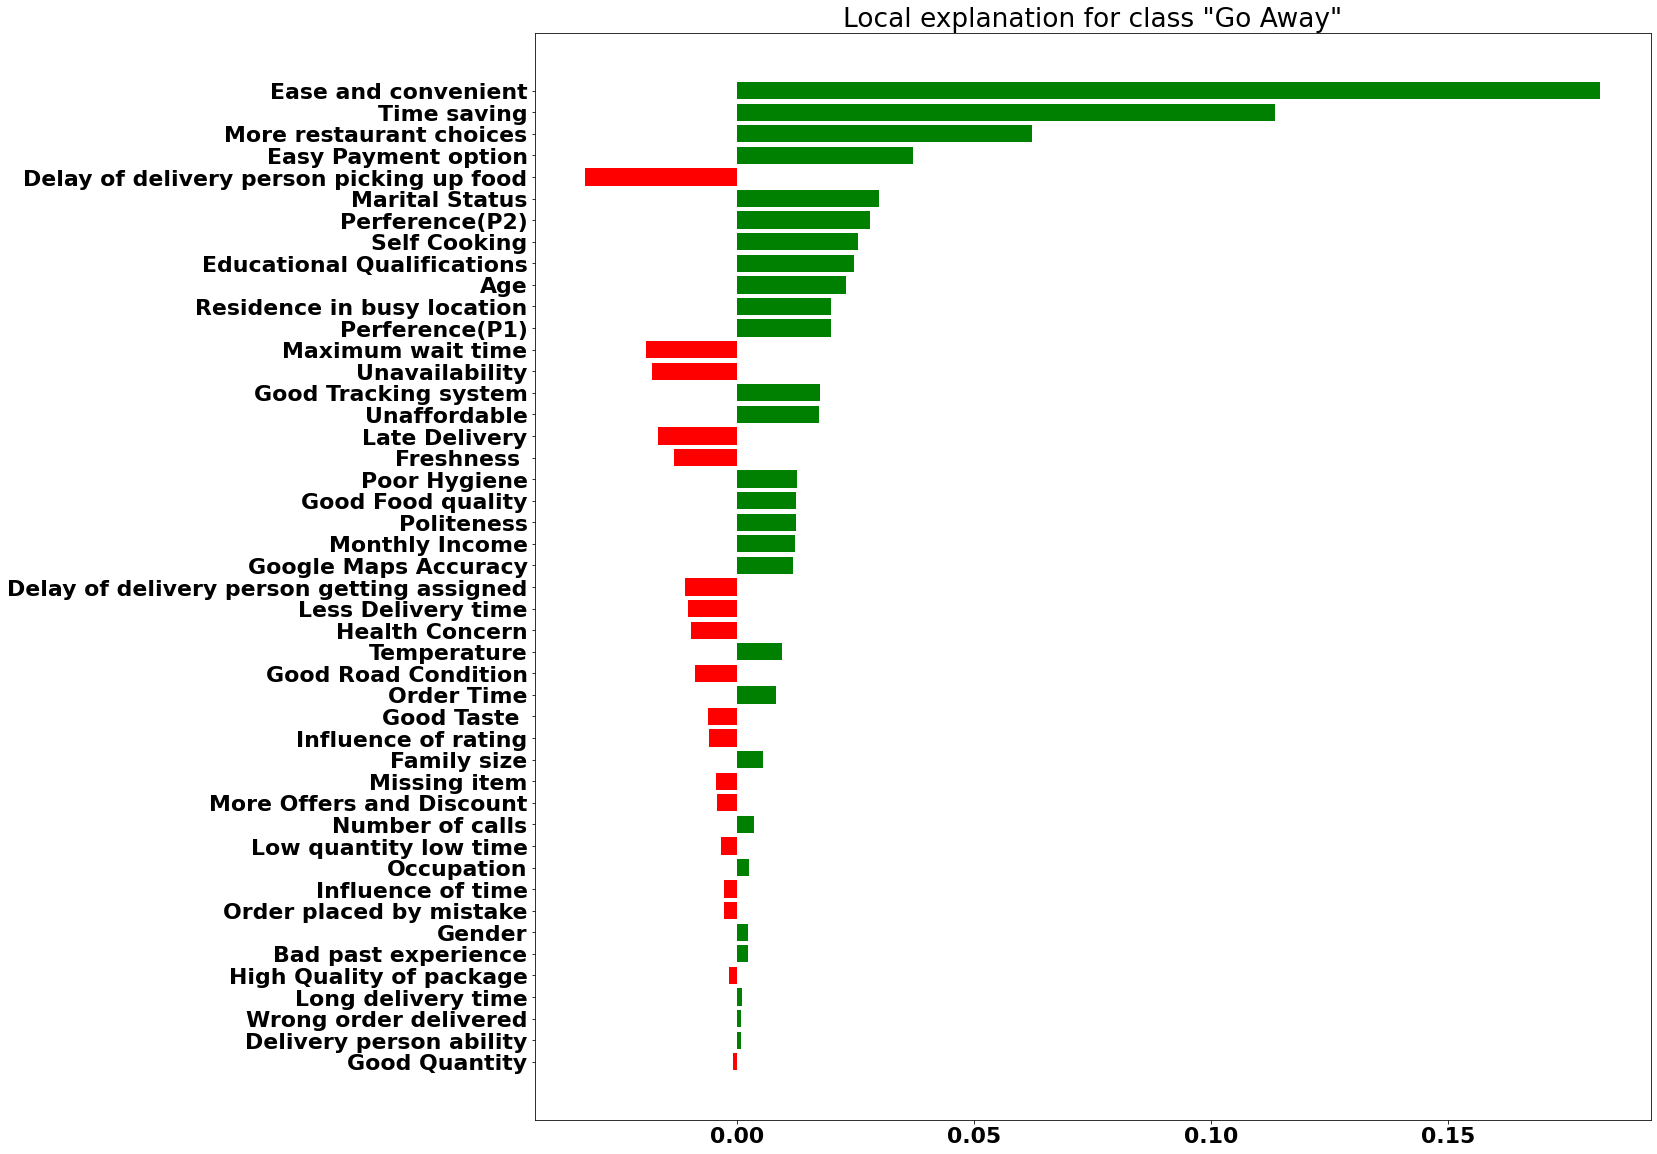 Local explanation for class "Go Away"
Ease and convenient
Time saving
More restaurant choices
Easy Payment option
Delay of delivery person picking up food
Marital Status
Perference(P2)
Self Cooking
Educational Qualifications
Age
Residence in busy location
Perference(P1)
Maximum wait time
Unavailability
Good Tracking system
Unaffordable
Late Delivery
Freshness
Poor Hygiene
Good Food quality
Politeness
Monthly Income
Google Maps Accuracy
Delay of delivery person getting assigned
Less Delivery time
Health Concern
Temperature
Good Road Condition
Order Time
Good Taste
Influence of rating
Family size
Missing item
More Offers and Discount
Number of calls
Low quantity low time
Occupation
Influence of time
Order placed by mistake
Gender
Bad past experience
High Quality of package
Long delivery time
Wrong order delivered
Delivery person ability
Good Quantity
0.00 0.05 0.10 0.15